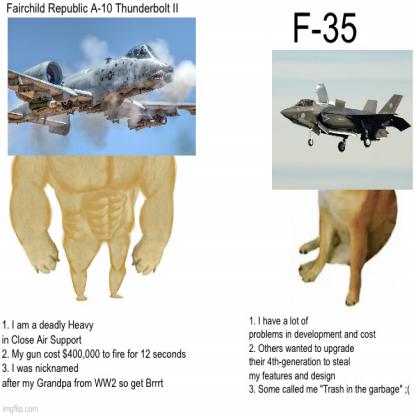 Fairchild Republic A-10 Thunderbolt II
F-35
1. I am a deadly Heavy
in Close Air Support
2. My gun cost $400,000 to fire for 12 seconds
3. I was nicknamed
after my Grandpa from WW2 so get Brrrt
1. I have a lot of
problems in development and cost
2. Others wanted to upgrade
their 4th-generation to steal
my features and design
3. Some called me "Trash in the garbage" ;(
imgflip.com